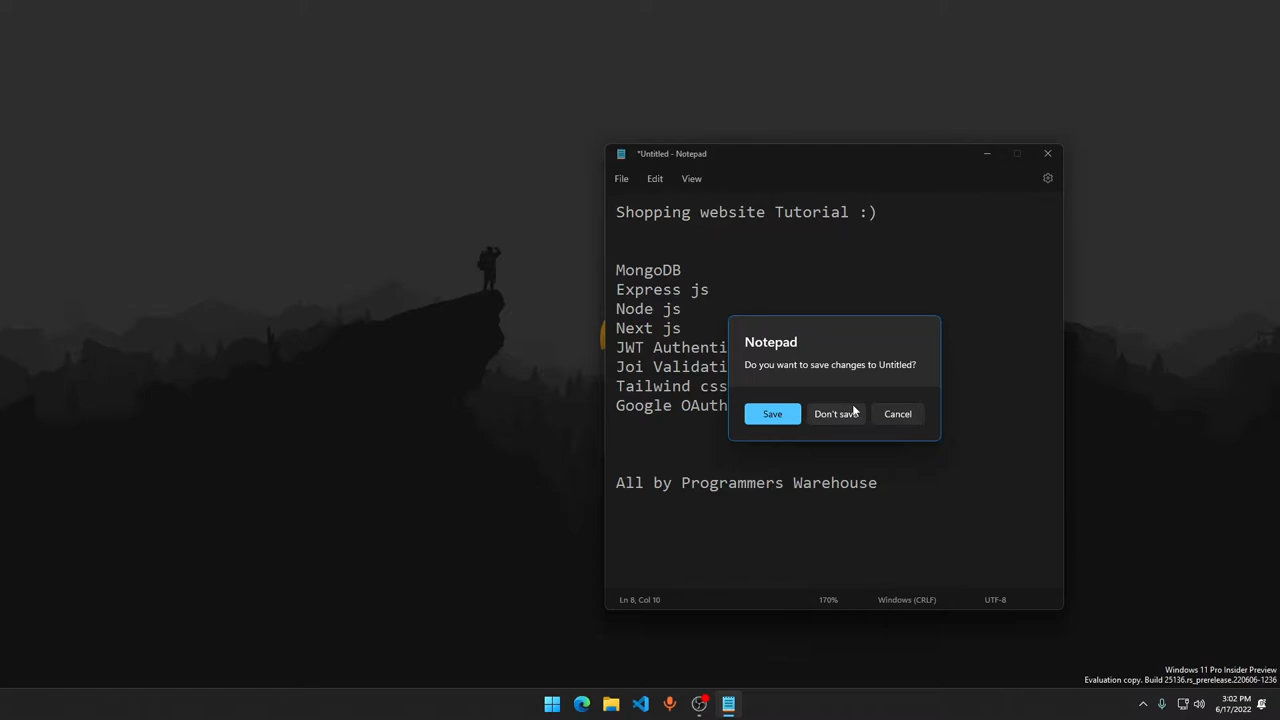 *Untitled - Notepad
File Edit View
Shopping website Tutorial :)
MongoDB
Express js
Node js
Next js
JWT Authenti
Joi Validati
Tailwind css
Google OAuth
Notepad
Do you want to save changes to Untitled?
Save Don't save Cancel
All by Programmers Warehouse
Ln 8, Col 10 170% Windows (CRLF) UTF-8
Windows 11 Pro Insider Preview
Evaluation copy. Build 25136.rs_prerelease.220606-1236
3:02 PM
6/17/2022